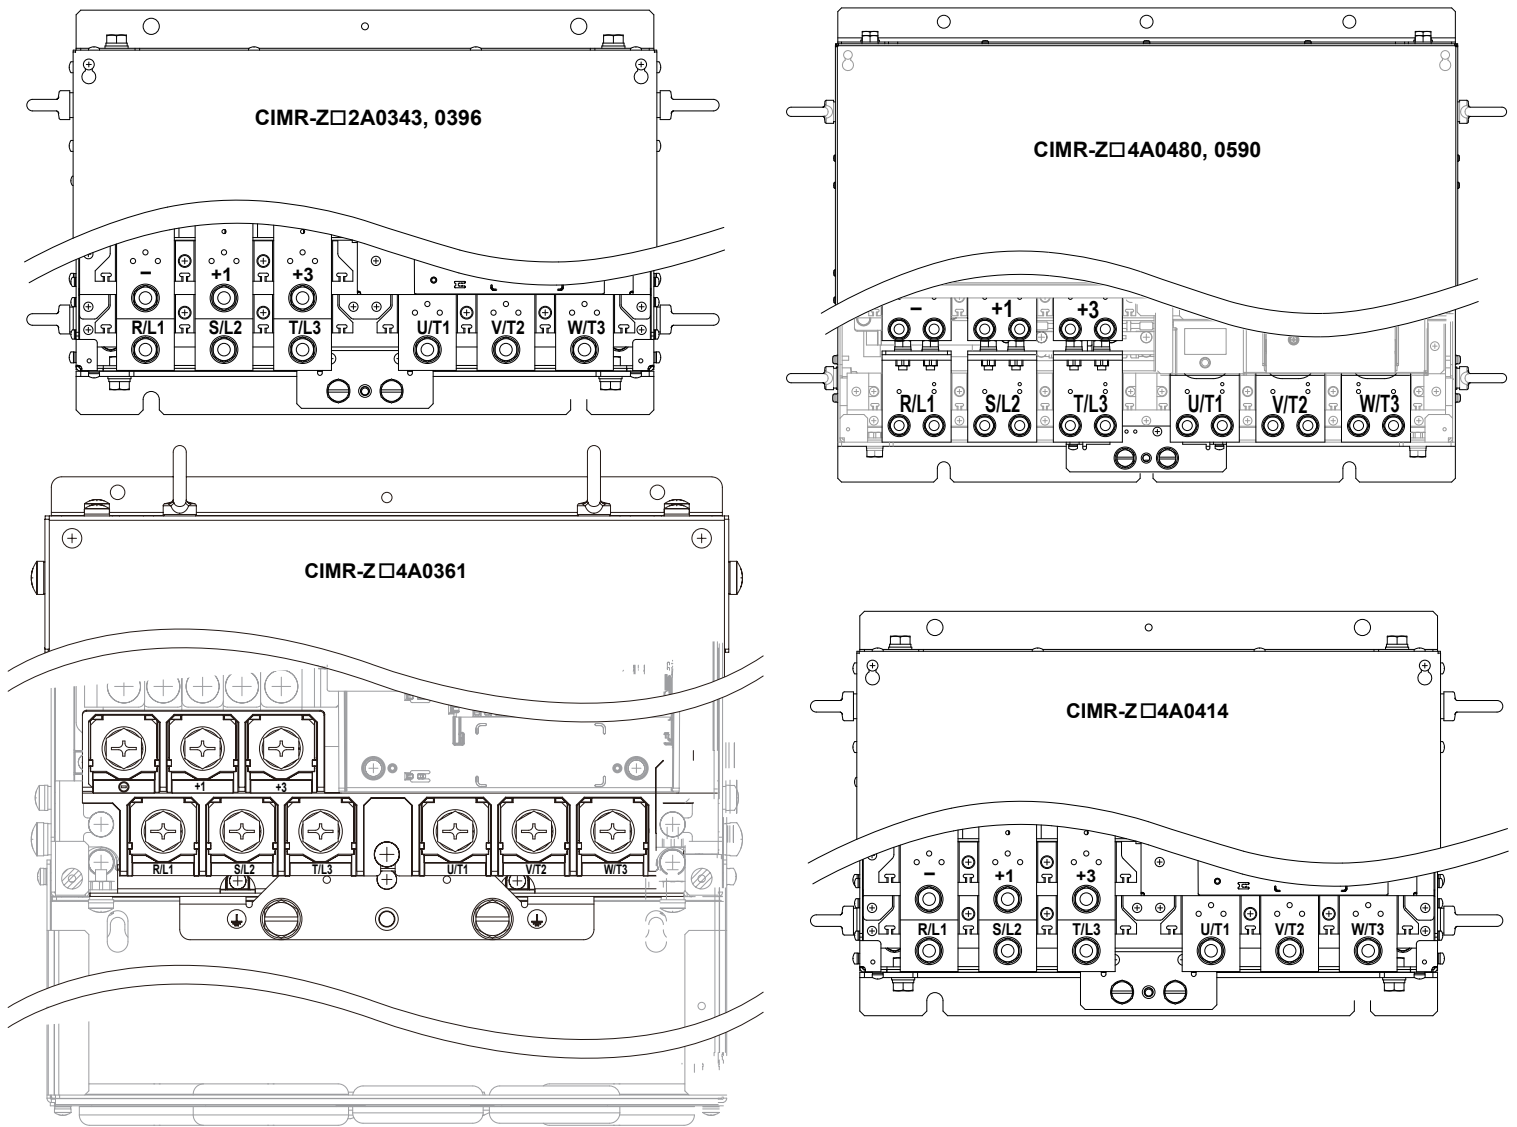 CIMR-Z□2A0343, 0396
− +1 +3
R/L1 S/L2 T/L3 U/T1 V/T2 W/T3
CIMR-Z□4A0480, 0590
− +1 +3
R/L1 S/L2 T/L3 U/T1 V/T2 W/T3
CIMR-Z□4A0361
⊖ +1 +3
R/L1 S/L2 T/L3 U/T1 V/T2 W/T3
CIMR-Z□4A0414
− +1 +3
R/L1 S/L2 T/L3 U/T1 V/T2 W/T3